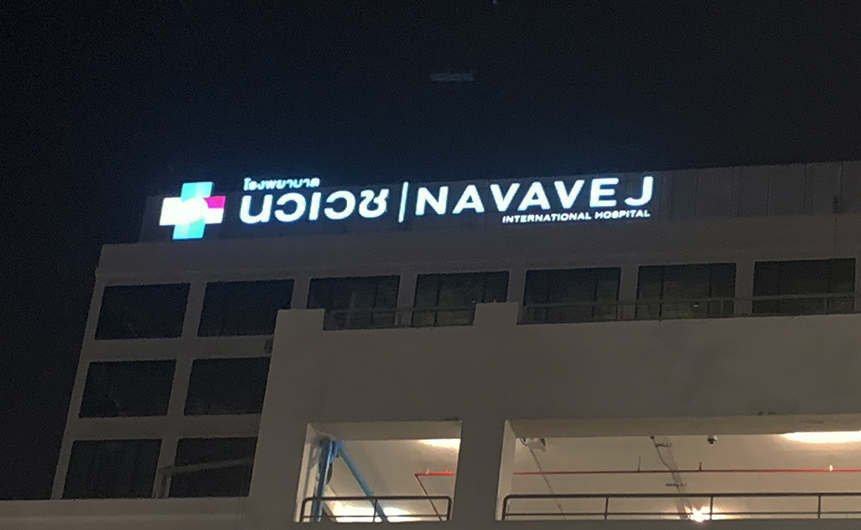 โรงพยาบาล
นวเวช | NAVAVEJ
INTERNATIONAL HOSPITAL